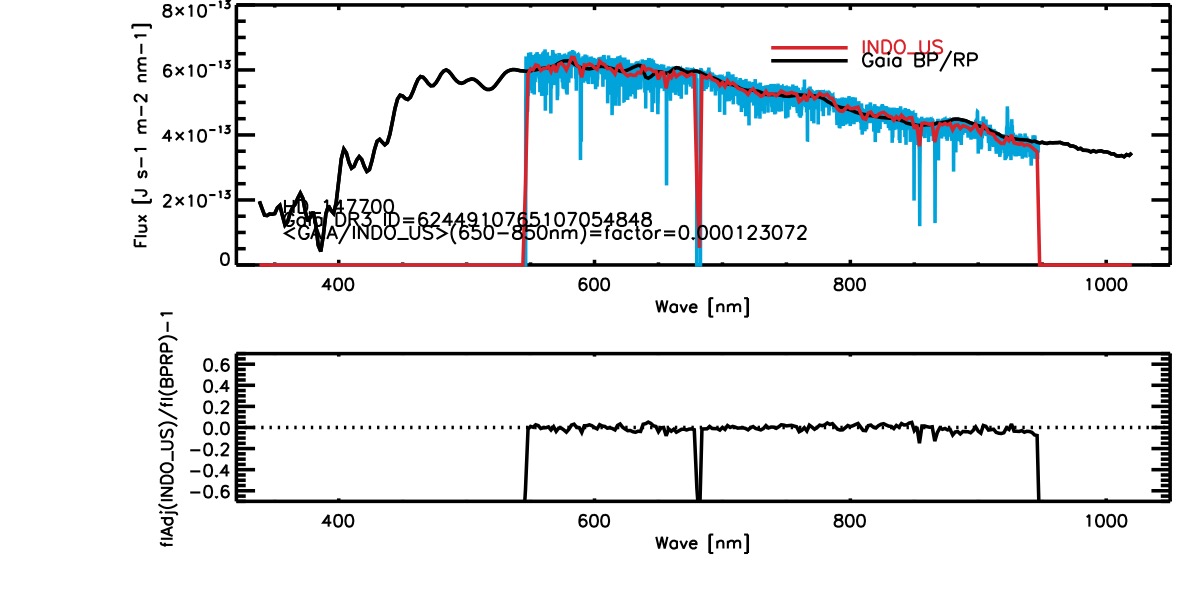 8×10−13
6×10−13
4×10−13
2×10−13
0
Flux [J s−1 m−2 nm−1]
INDO_US
Gaia BP/RP
HD 147700
Gaia DR3 ID=6244910765107054848
<GAIA/INDO_US>(650−850nm)=factor=0.000123072
400 600 800 1000
Wave [nm]
flAdj(INDO_US)/fl(BPRP)−1
0.6
0.4
0.2
0.0
−0.2
−0.4
−0.6
400 600 800 1000
Wave [nm]